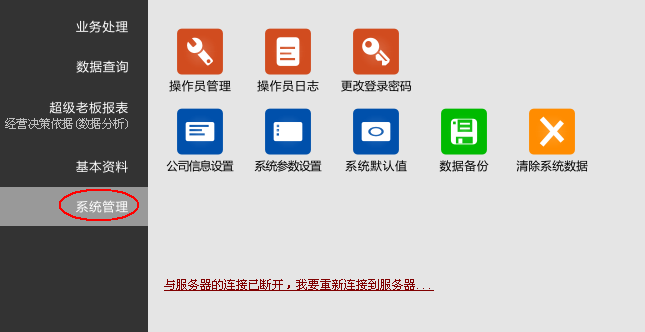 业务处理
数据查询
超级老板报表
经营决策依据(数据分析)
基本资料
系统管理
操作员管理 操作员日志 更改登录密码
公司信息设置 系统参数设置 系统默认值 数据备份 清除系统数据
与服务器的连接已断开，我要重新连接到服务器...